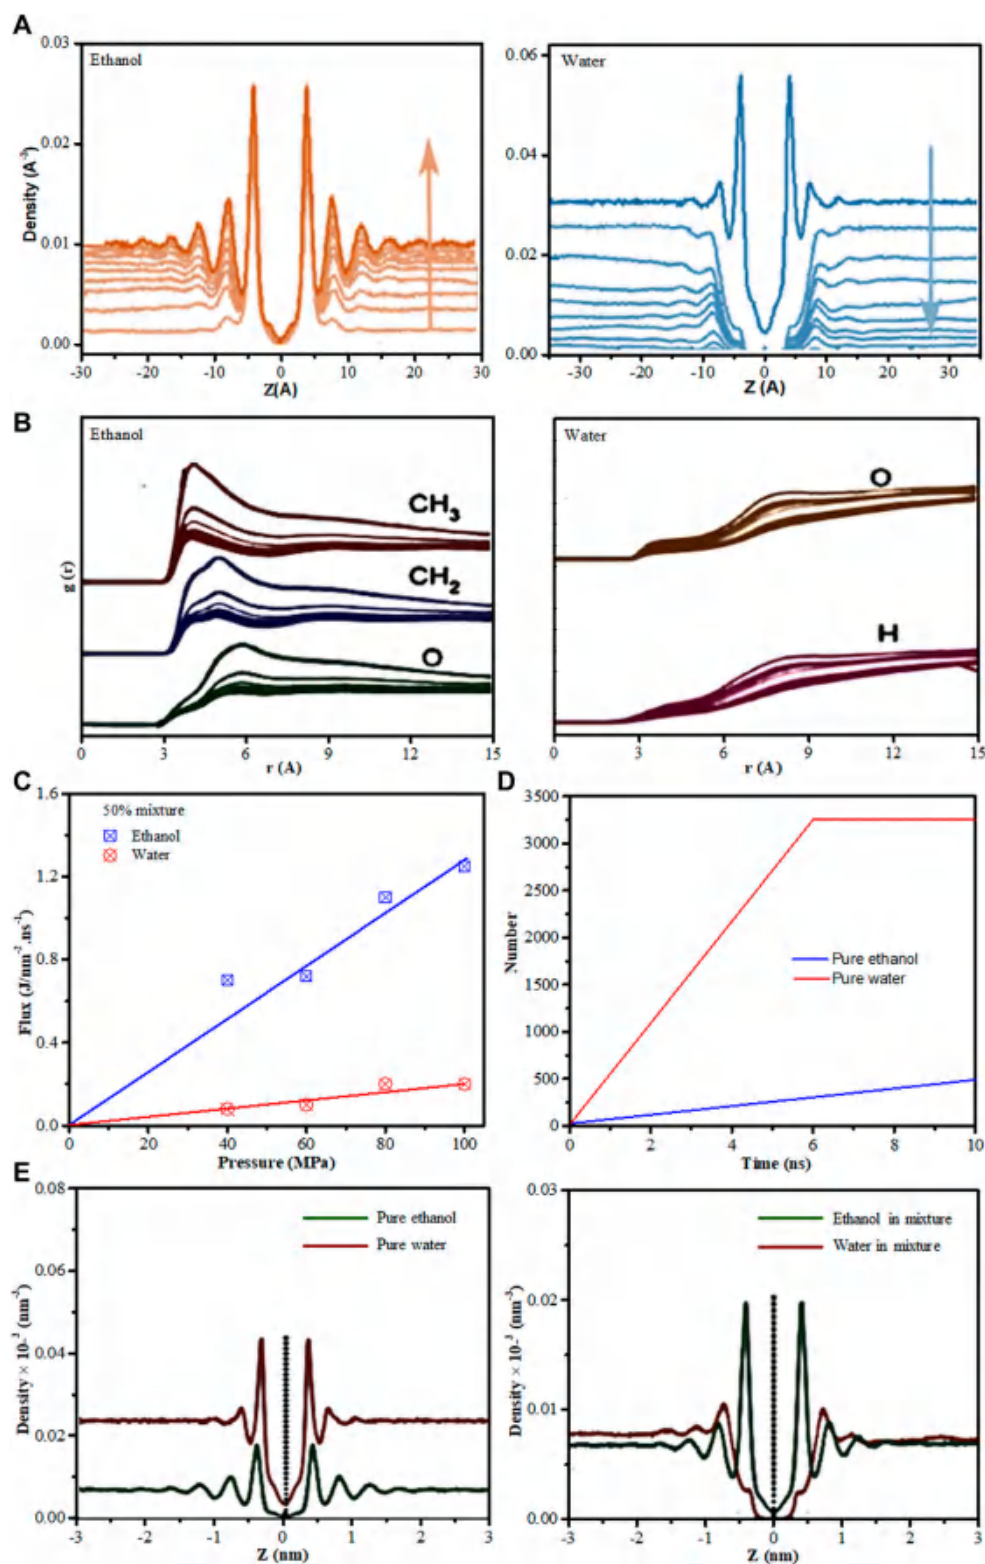 A
Ethanol
Water
Density (A⁻³)
0.03
0.02
0.01
0.00
-30
-20
-10
0
10
20
30
Z(A)
0.06
0.04
0.02
0.00
-30
-20
-10
0
10
20
30
Z (A)
B
Ethanol
Water
g (r)
CH₃
CH₂
O
0
3
6
9
12
15
r (A)
O
H
0
3
6
9
12
15
r (A)
C
50% mixture
Ethanol
Water
Flux (J/nm⁻².ns⁻¹)
1.6
1.2
0.8
0.4
0.0
0
20
40
60
80
100
Pressure (MPa)
D
Number
3500
3250
3000
2500
2250
1500
1250
1000
500
250
0
Pure ethanol
Pure water
0
2
4
6
8
10
Time (ns)
E
Pure ethanol
Pure water
Density × 10⁻³ (nm⁻³)
0.08
0.06
0.04
0.02
0.00
-3
-2
-1
0
1
2
3
Z (nm)
Ethanol in mixture
Water in mixture
Density × 10⁻³ (nm⁻³)
0.03
0.02
0.01
0.00
-3
-2
-1
0
1
2
3
Z (nm)